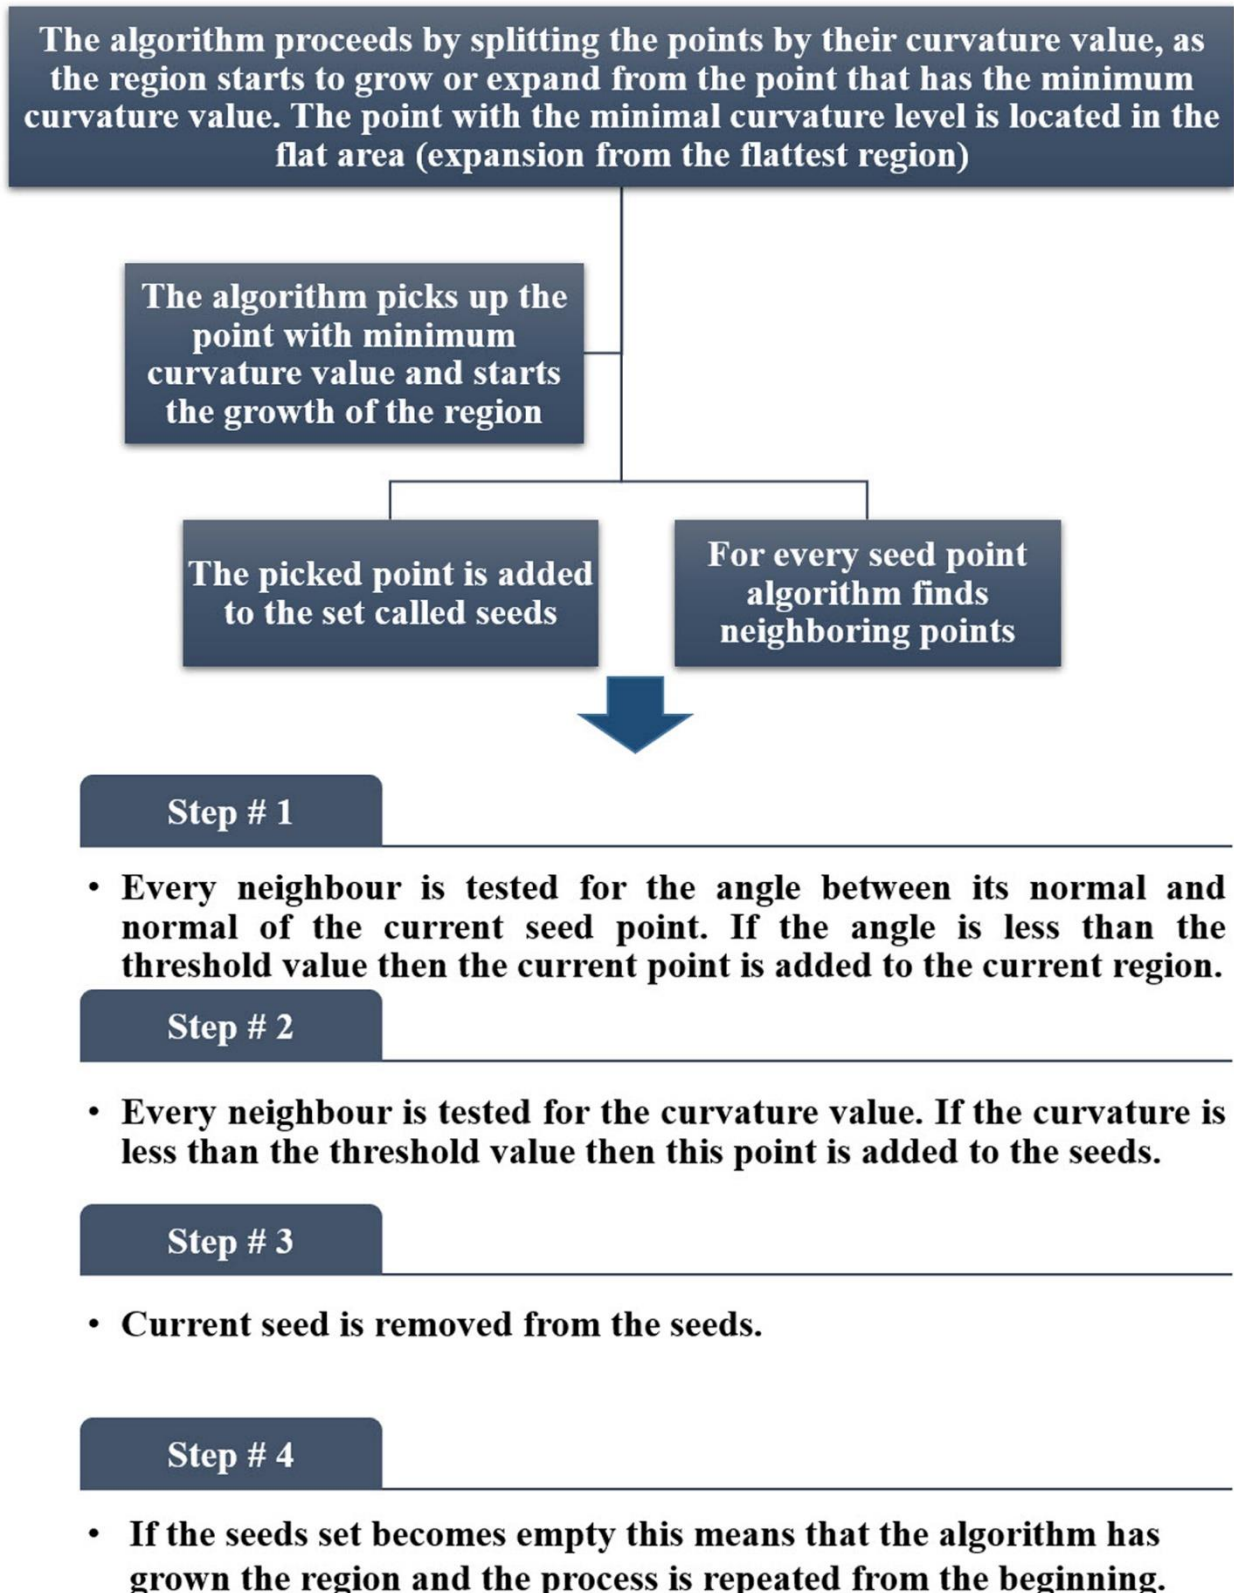 The algorithm proceeds by splitting the points by their curvature value, as
the region starts to grow or expand from the point that has the minimum
curvature value. The point with the minimal curvature level is located in the
flat area (expansion from the flattest region)
The algorithm picks up the
point with minimum
curvature value and starts
the growth of the region
The picked point is added
to the set called seeds
For every seed point
algorithm finds
neighboring points
Step # 1
• Every neighbour is tested for the angle between its normal and
normal of the current seed point. If the angle is less than the
threshold value then the current point is added to the current region.
Step # 2
• Every neighbour is tested for the curvature value. If the curvature is
less than the threshold value then this point is added to the seeds.
Step # 3
• Current seed is removed from the seeds.
Step # 4
• If the seeds set becomes empty this means that the algorithm has
grown the region and the process is repeated from the beginning.